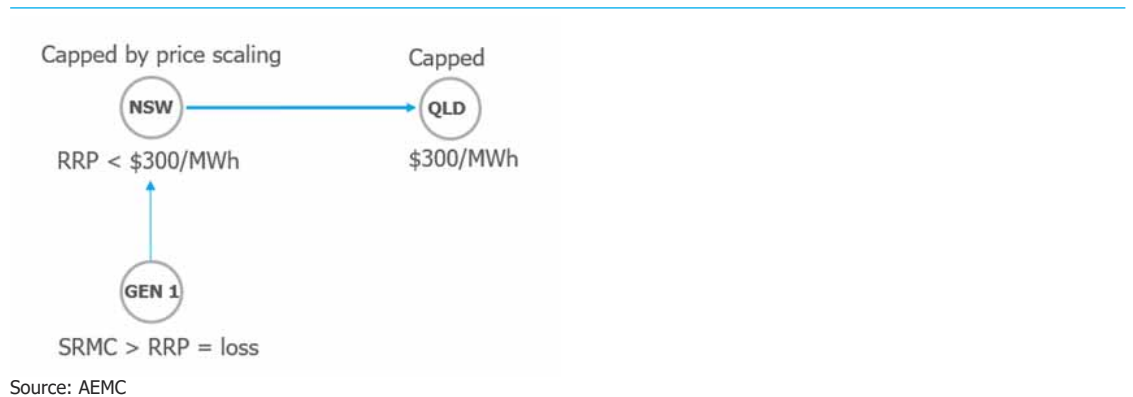 Capped by price scaling
Capped
NSW
QLD
RRP < $300/MWh
$300/MWh
GEN 1
SRMC > RRP = loss
Source: AEMC